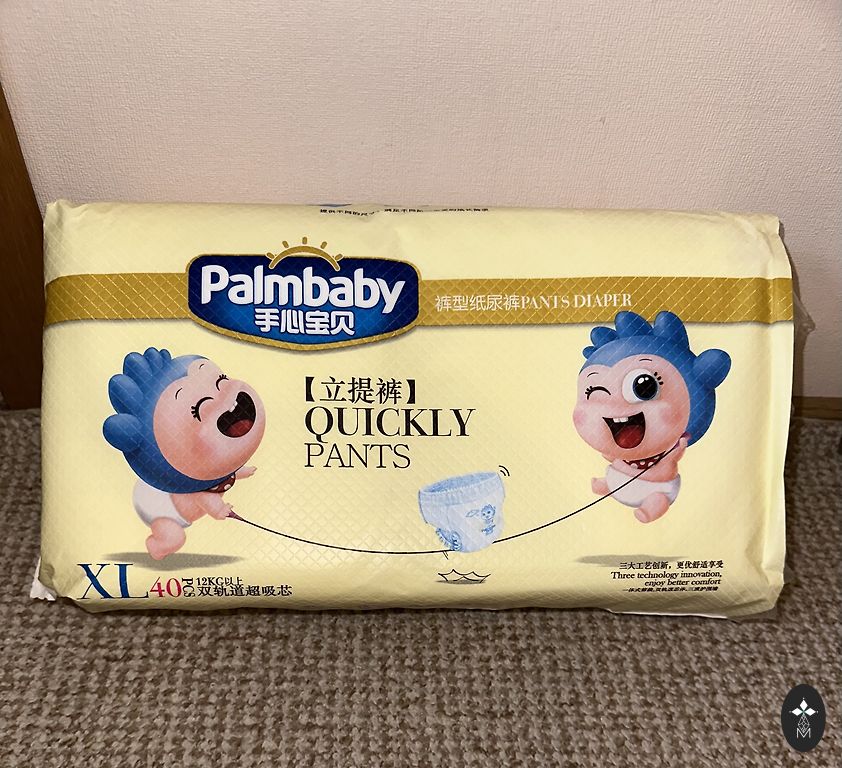 Palmbaby
手心宝贝
裤型纸尿裤PANTS DIAPER
【立提裤】
QUICKLY
PANTS
XL 40 PCS
12KG以上
双轨道超吸芯
三大工艺创新，更优舒适享受
Three technology innovation,
enjoy better comfort
M